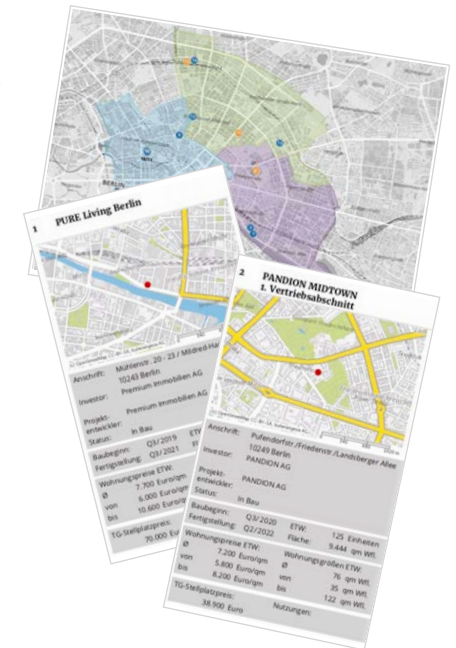 BERLIN
1 PURE Living Berlin
Anschrift: Mühlenstr. 20 - 23 / Mildred-Ha
10243 Berlin
Investor: Premium Immobilien AG
Projekt-
entwickler: Premium Immobilien AG
Status: In Bau
Baubeginn: Q3/2019
Fertigstellung: Q3/2021
Wohnungspreise ETW:
Ø 7.700 Euro/qm
von 6.000 Euro/qm
bis 10.600 Euro/qm
TG-Stellplatzpreis:
70.000
2 PANDION MIDTOWN
1. Vertriebsabschnitt
Anschrift: Pufendorfstr./Friedenstr./Landsberger Allee
10249 Berlin
Investor: PANDION AG
Projekt-
entwickler: PANDION AG
Status: In Bau
Baubeginn: Q3/2020 ETW: 125 Einheiten
Fertigstellung: Q2/2022 Fläche: 9.444 qm Wfl.
Wohnungspreise ETW: Wohnungsgrößen ETW:
Ø 7.200 Euro/qm Ø 76 qm Wfl.
von 5.800 Euro/qm von 35 qm Wfl.
bis 8.200 Euro/qm bis 122 qm Wfl.
TG-Stellplatzpreis: Nutzungen:
38.900 Euro